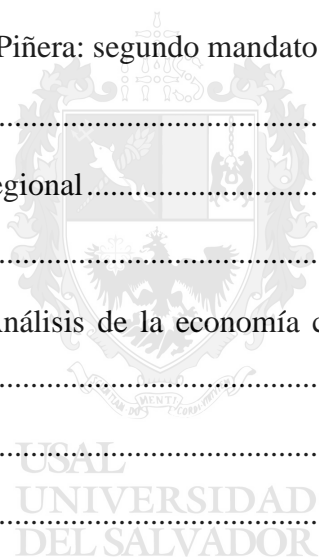 Piñera: segundo mandato
................................................
egional................................
................................................
nálisis de la economía c
................................................
USAL
................................................
UNIVERSIDAD
................................................
DEL SALVADOR